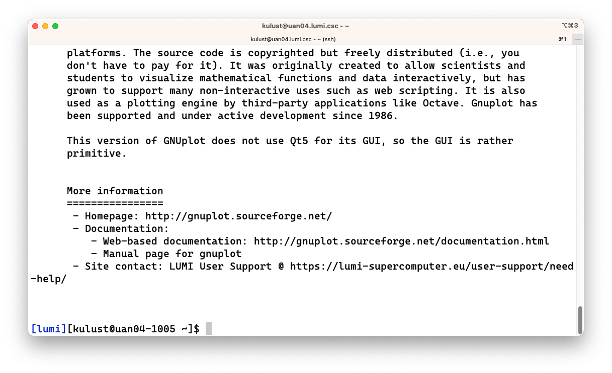 kulust@uan04.lumi.csc - ~
⌥⌘3
kulust@uan04.lumi.csc - ~ (ssh)
⌘1
platforms. The source code is copyrighted but freely distributed (i.e., you
don't have to pay for it). It was originally created to allow scientists and
students to visualize mathematical functions and data interactively, but has
grown to support many non-interactive uses such as web scripting. It is also
used as a plotting engine by third-party applications like Octave. Gnuplot has
been supported and under active development since 1986.
This version of GNUplot does not use Qt5 for its GUI, so the GUI is rather
primitive.
More information
================
- Homepage: http://gnuplot.sourceforge.net/
- Documentation:
- Web-based documentation: http://gnuplot.sourceforge.net/documentation.html
- Manual page for gnuplot
- Site contact: LUMI User Support @ https://lumi-supercomputer.eu/user-support/need
-help/
[lumi][kulust@uan04-1005 ~]$